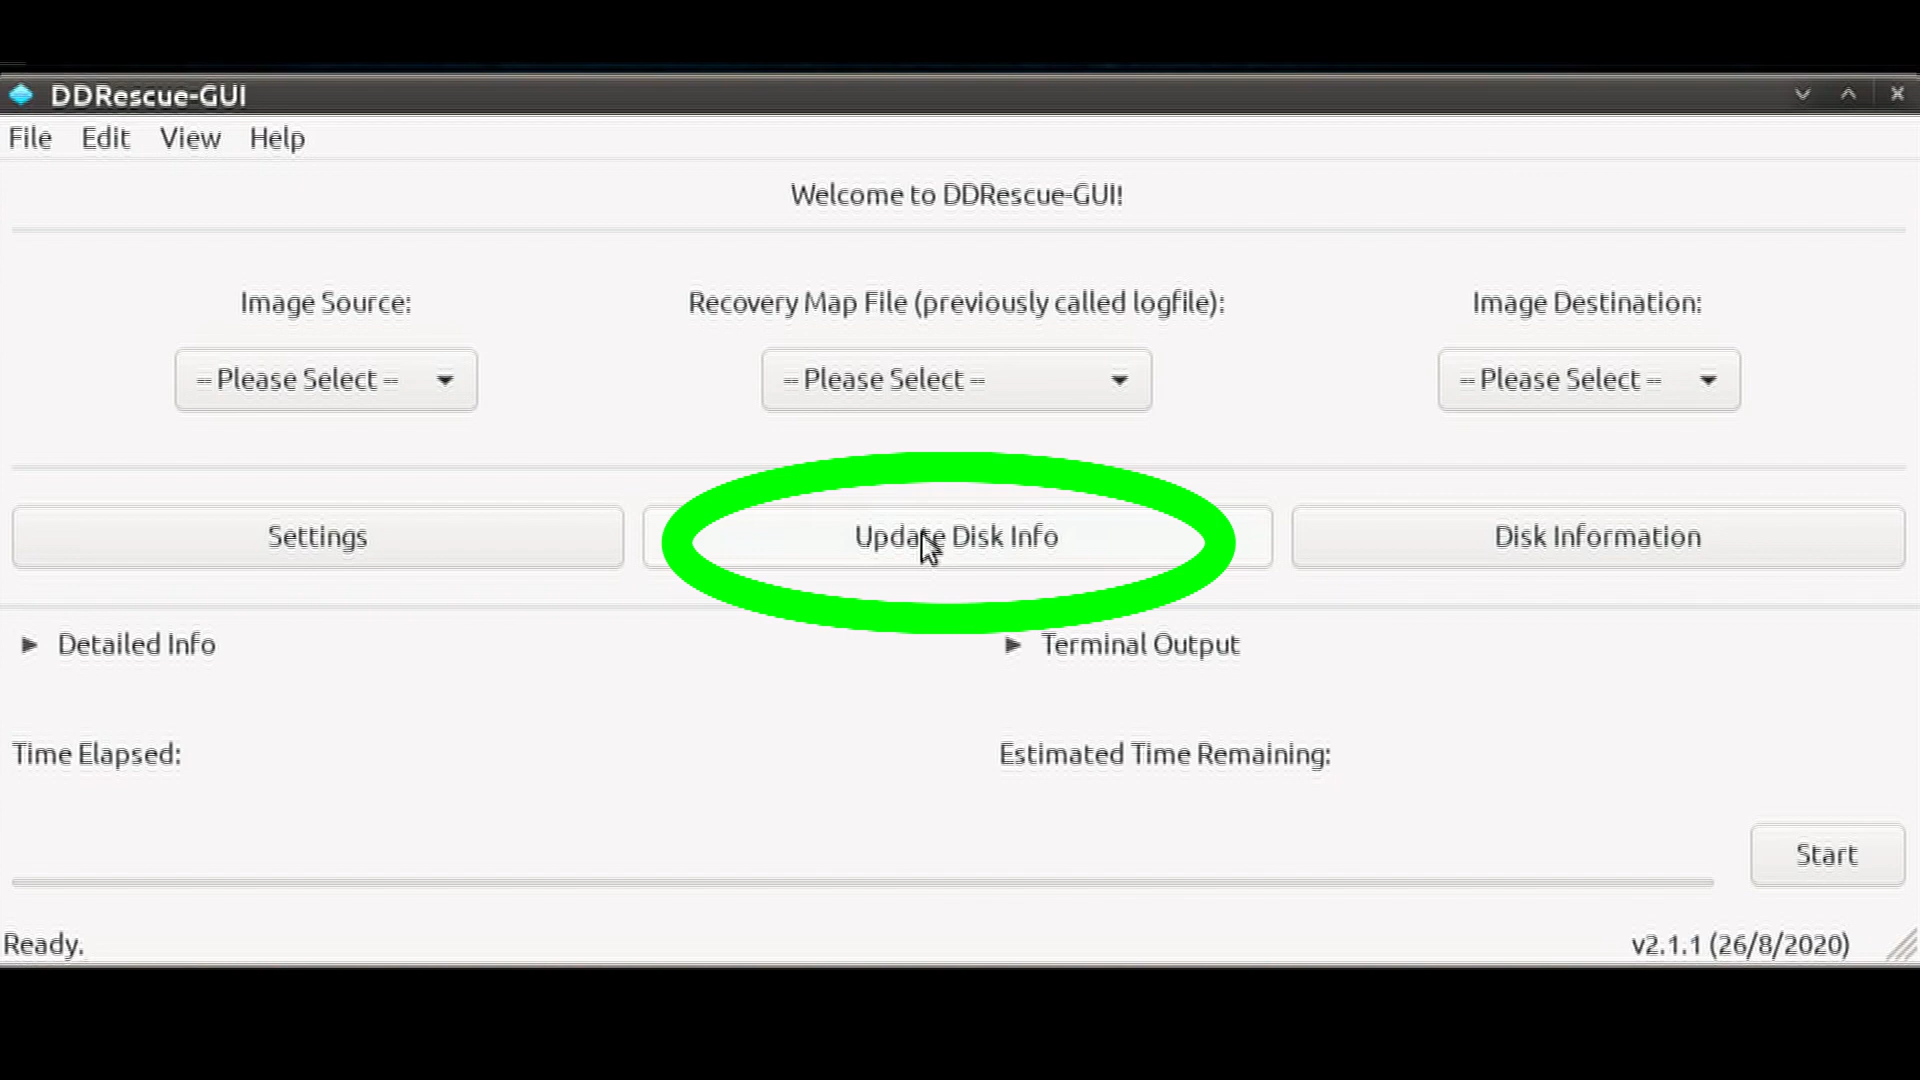 DDRescue-GUI
File Edit View Help
Welcome to DDRescue-GUI!
Image Source: Recovery Map File (previously called logfile): Image Destination:
-- Please Select -- -- Please Select -- -- Please Select --
Settings Update Disk Info Disk Information
Detailed Info Terminal Output
Time Elapsed: Estimated Time Remaining:
Start
Ready. v2.1.1 (26/8/2020)